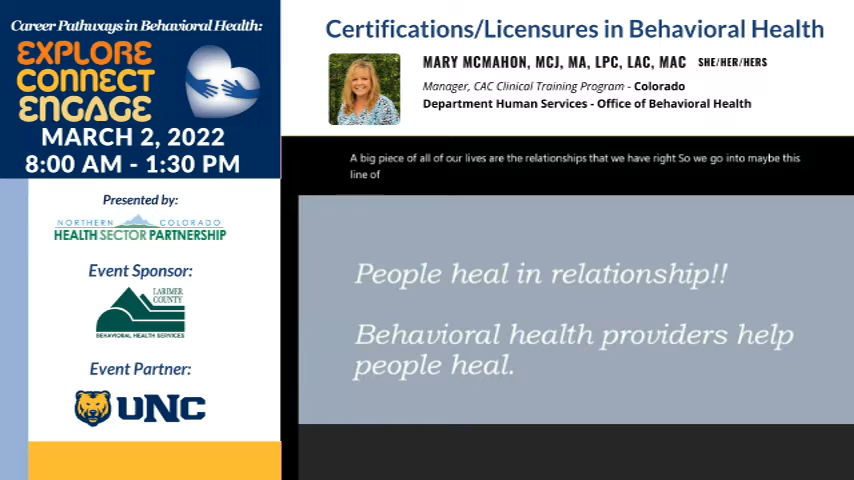 Career Pathways in Behavioral Health:
EXPLORE
CONNECT
ENGAGE
MARCH 2, 2022
8:00 AM - 1:30 PM
Presented by:
NORTHERN COLORADO
HEALTH SECTOR PARTNERSHIP
Event Sponsor:
LARIMER
COUNTY
BEHAVIORAL HEALTH SERVICES
Event Partner:
UNC
Certifications/Licensures in Behavioral Health
MARY MCMAHON, MCJ, MA, LPC, LAC, MAC SHE/HER/HERS
Manager, CAC Clinical Training Program - Colorado
Department Human Services - Office of Behavioral Health
A big piece of all of our lives are the relationships that we have right So we go into maybe this
line of
People heal in relationship!!
Behavioral health providers help
people heal.